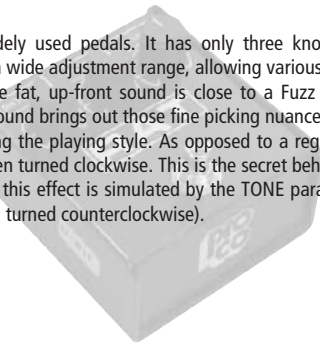 dely used pedals. It has only three kno
wide adjustment range, allowing various
e fat, up-front sound is close to a Fuzz
ound brings out those fine picking nuance
ng the playing style. As opposed to a reg
en turned clockwise. This is the secret beh
this effect is simulated by the TONE para
turned counterclockwise).